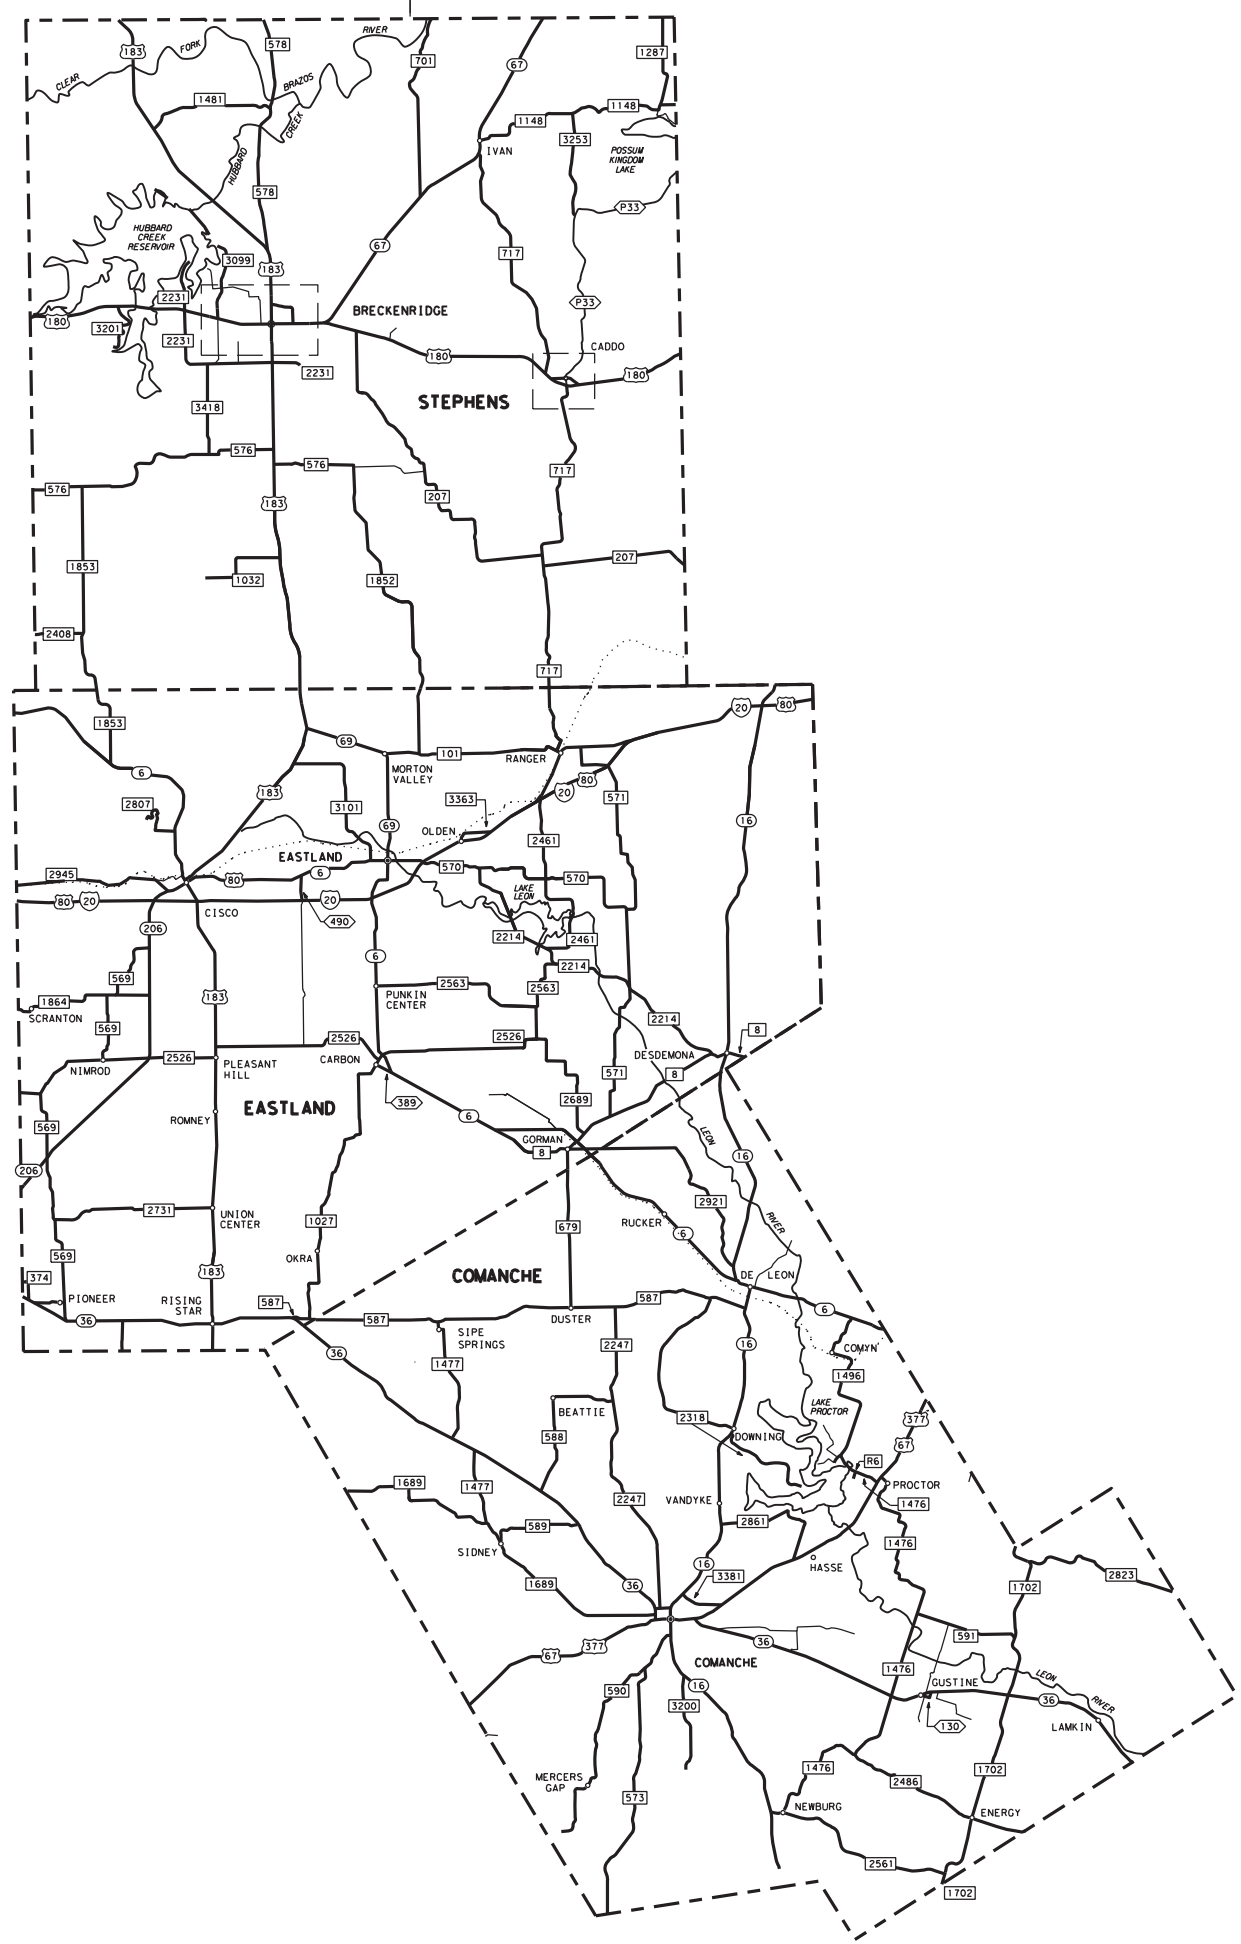 RIVER
183
FORK
578
701
67
1287
CLEAR
BRAZOS
1481
1148
1148
CREEK
3253
IVAN
POSSUM
KINGDOM
LAKE
HUBBARD
578
P33
HUBBARD
CREEK
RESERVOIR
67
717
3099
183
2231
P33
BRECKENRIDGE
180
3201
2231
CADDO
180
2231
180
STEPHENS
3418
576
576
717
576
207
183
207
1853
1032
1852
2408
717
20
80
1853
69
101
RANGER
6
MORTON
VALLEY
80
183
20
2807
3101
3363
571
69
OLDEN
16
2461
EASTLAND
570
2945
80
6
570
LAKE
LEON
80
20
20
CISCO
490
206
2214
2461
6
2214
569
2563
2563
183
1864
PUNKIN
CENTER
SCRANTON
2214
569
8
2526
2526
2526
CARBON
DESDEMONA
NIMROD
PLEASANT
HILL
571
8
389
2689
EASTLAND
6
ROMNEY
569
LEON
GORMAN
8
16
206
2921
2731
UNION
CENTER
1027
RUCKER
679
RIVER
6
569
OKRA
183
374
COMANCHE
DE LEON
PIONEER
RISING
STAR
587
587
6
36
587
DUSTER
SIPE
SPRINGS
2247
16
COMYN
36
1477
1496
LAKE
PROCTOR
BEATTIE
2318
377
588
DOWNING
67
R6
1689
1477
PROCTOR
2247
VANDYKE
1476
589
2861
1476
SIDNEY
HASSE
16
2823
1689
36
3381
1702
591
36
377
67
COMANCHE
1476
LEON
GUSTINE
590
16
RIVER
36
3200
130
LAMKIN
1476
1702
MERCERS
GAP
2486
573
NEWBURG
ENERGY
2561
1702